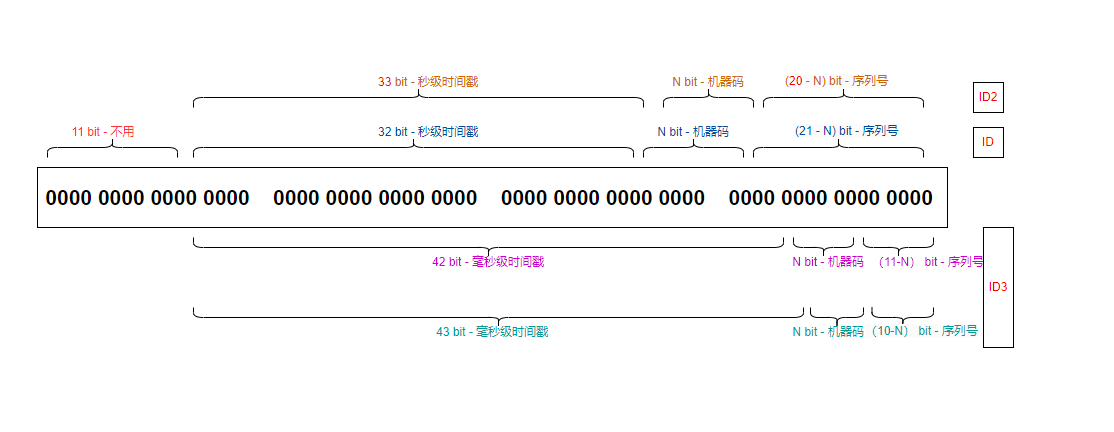 33 bit - 秒级时间戳 N bit - 机器码 (20 - N) bit - 序列号 ID2
11 bit - 不用 32 bit - 秒级时间戳 N bit - 机器码 (21 - N) bit - 序列号 ID
0000 0000 0000 0000 0000 0000 0000 0000 0000 0000 0000 0000 0000 0000 0000 0000
42 bit - 毫秒级时间戳 N bit - 机器码 (11-N） bit - 序列号
ID3
43 bit - 毫秒级时间戳 N bit - 机器码 (10-N） bit - 序列号